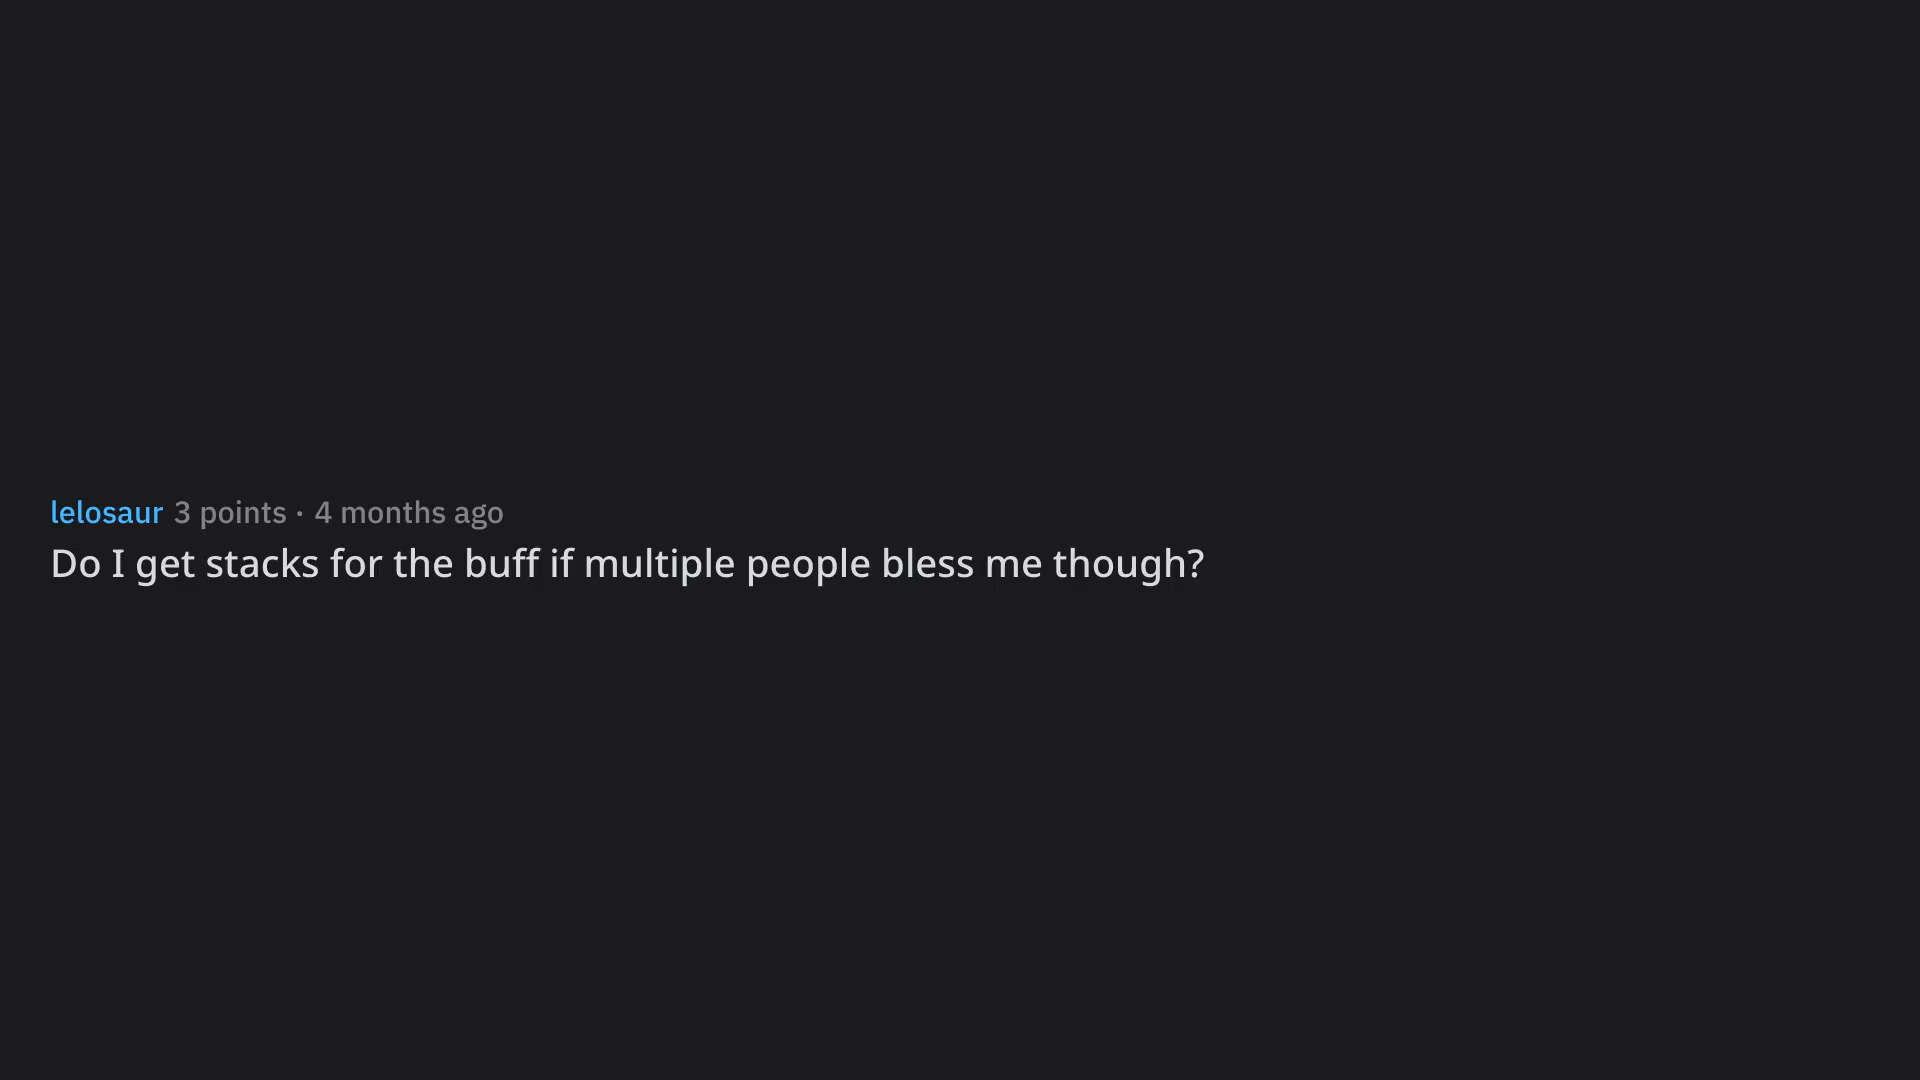 lelosaur 3 points · 4 months ago
Do I get stacks for the buff if multiple people bless me though?